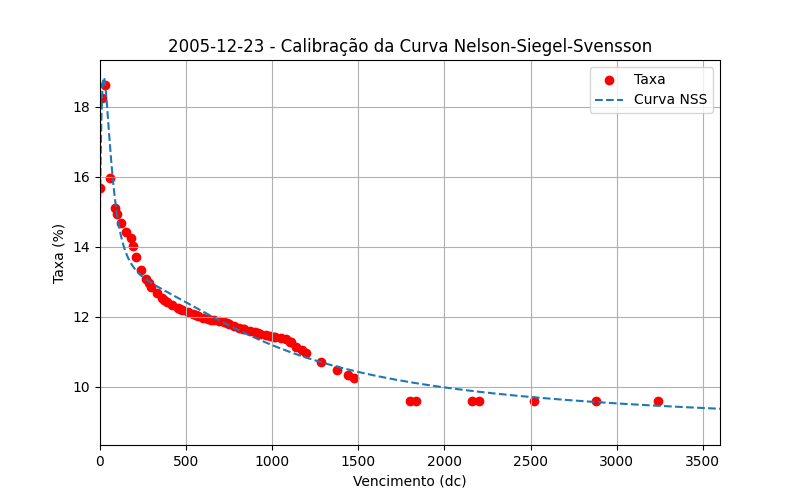 2005-12-23 - Calibração da Curva Nelson-Siegel-Svensson
Taxa
Curva NSS
Taxa (%)
18
16
14
12
10
0
500
1000
1500
2000
2500
3000
3500
Vencimento (dc)